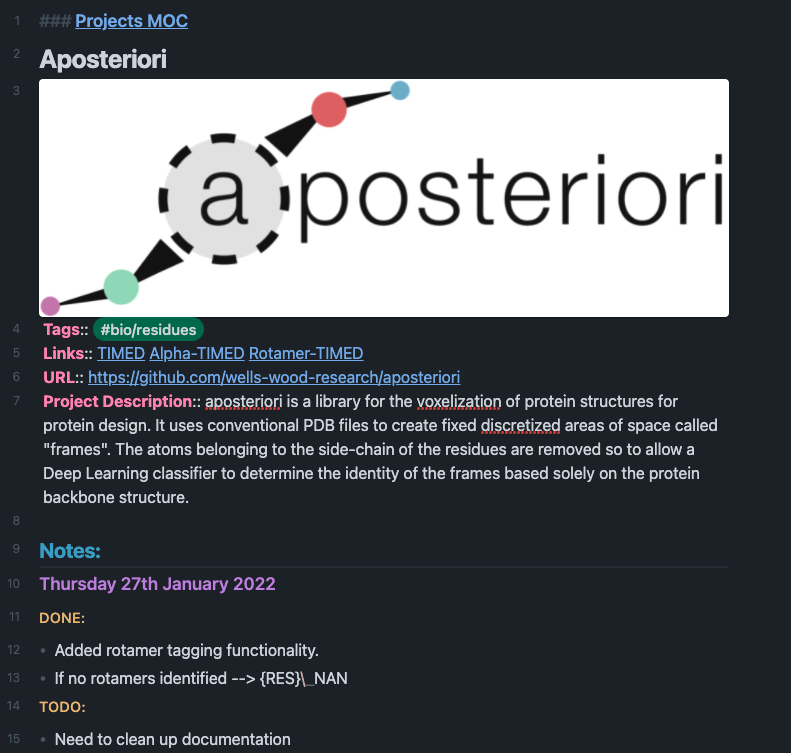 1 ### Projects MOC
2 Aposteriori
3
aposteriori
4 Tags:: #bio/residues
5 Links:: TIMED Alpha-TIMED Rotamer-TIMED
6 URL:: https://github.com/wells-wood-research/aposteriori
7 Project Description:: aposteriori is a library for the voxelization of protein structures for
protein design. It uses conventional PDB files to create fixed discretized areas of space called
"frames". The atoms belonging to the side-chain of the residues are removed so to allow a
Deep Learning classifier to determine the identity of the frames based solely on the protein
backbone structure.
8
9 Notes:
10 Thursday 27th January 2022
11 DONE:
12 • Added rotamer tagging functionality.
13 • If no rotamers identified --> {RES}\_NAN
14 TODO:
15 • Need to clean up documentation